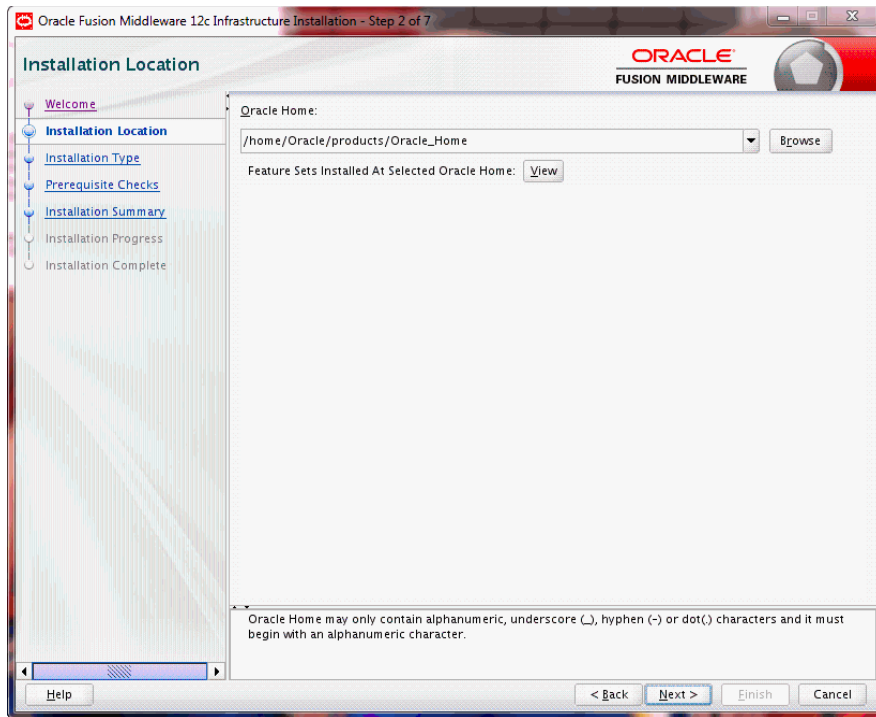 Oracle Fusion Middleware 12c Infrastructure Installation - Step 2 of 7
Installation Location
ORACLE
FUSION MIDDLEWARE
Welcome
Installation Location
Installation Type
Prerequisite Checks
Installation Summary
Installation Progress
Installation Complete
Oracle Home:
/home/Oracle/products/Oracle_Home
Browse
Feature Sets Installed At Selected Oracle Home: View
Oracle Home may only contain alphanumeric, underscore (_), hyphen (-) or dot(.) characters and it must
begin with an alphanumeric character.
Help
< Back
Next >
Finish
Cancel